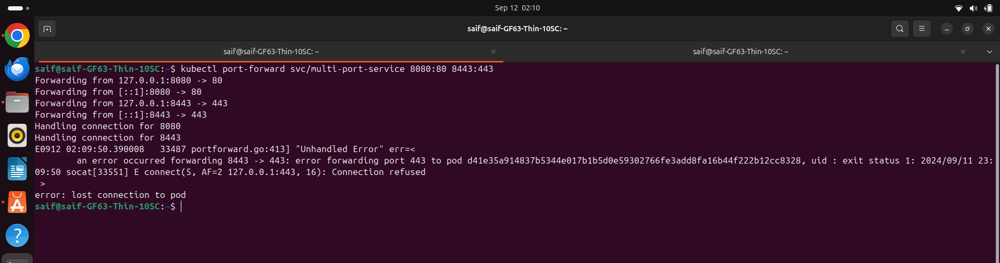 Sep 12 02:10
saif@saif-GF63-Thin-10SC: ~
saif@saif-GF63-Thin-10SC: ~
saif@saif-GF63-Thin-10SC: ~
saif@saif-GF63-Thin-10SC:~$ kubectl port-forward svc/multi-port-service 8080:80 8443:443
Forwarding from 127.0.0.1:8080 -> 80
Forwarding from [::1]:8080 -> 80
Forwarding from 127.0.0.1:8443 -> 443
Forwarding from [::1]:8443 -> 443
Handling connection for 8080
Handling connection for 8443
E0912 02:09:50.390008   33487 portforward.go:413] "Unhandled Error" err=<
        an error occurred forwarding 8443 -> 443: error forwarding port 443 to pod d41e35a914837b5344e017b1b5d0e59302766fe3add8fa16b44f222b12cc8328, uid : exit status 1: 2024/09/11 23:
09:50 socat[33551] E connect(5, AF=2 127.0.0.1:443, 16): Connection refused
 >
error: lost connection to pod
saif@saif-GF63-Thin-10SC:~$